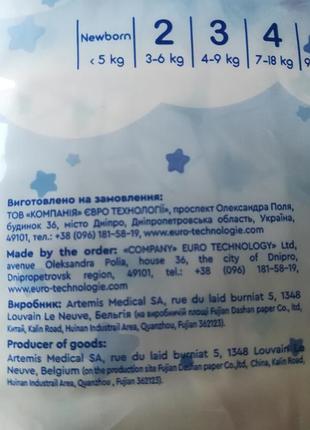 Newborn 2 3 4
< 5 kg 3-6 kg 4-9 kg 7-18 kg 9
Виготовлено на замовлення:
ТОВ «КОМПАНІЯ» ЄВРО ТЕХНОЛОГІЇ», проспект Олександра Поля,
будинок 36, місто Дніпро, Дніпропетровська область, Україна,
49101, тел.: +38 (096) 181-58-19, www.euro-technologie.com
Made by the order: «COMPANY» EURO TECHNOLOGY» Ltd,
avenue Oleksandra Polia, house 36, the city of Dnipro,
Dnipropetrovsk region, 49101, tel.: +38 (096) 181-58-19,
www.euro-technologie.com
Виробник: Artemis Medical SA, ru du laid burniat 5, 1348
Louvain Le Neuve, Бельгія (на виробничій площі Fujian Dashan paper Co., Ltd,
Китай, Kalin Road, Huinan Industrail Area, Quanzhou, Fujian 362123).
Producer of goods:
Artemis Medical SA, rue du laid burniat 5, 1348 Louvain Le
Neuve, Belgium (on the production site Fujian Dashan paper Co.,Ltd, China, Kalin Road,
Huinan Industrail Area, Quanzhou, Fujian 362123)